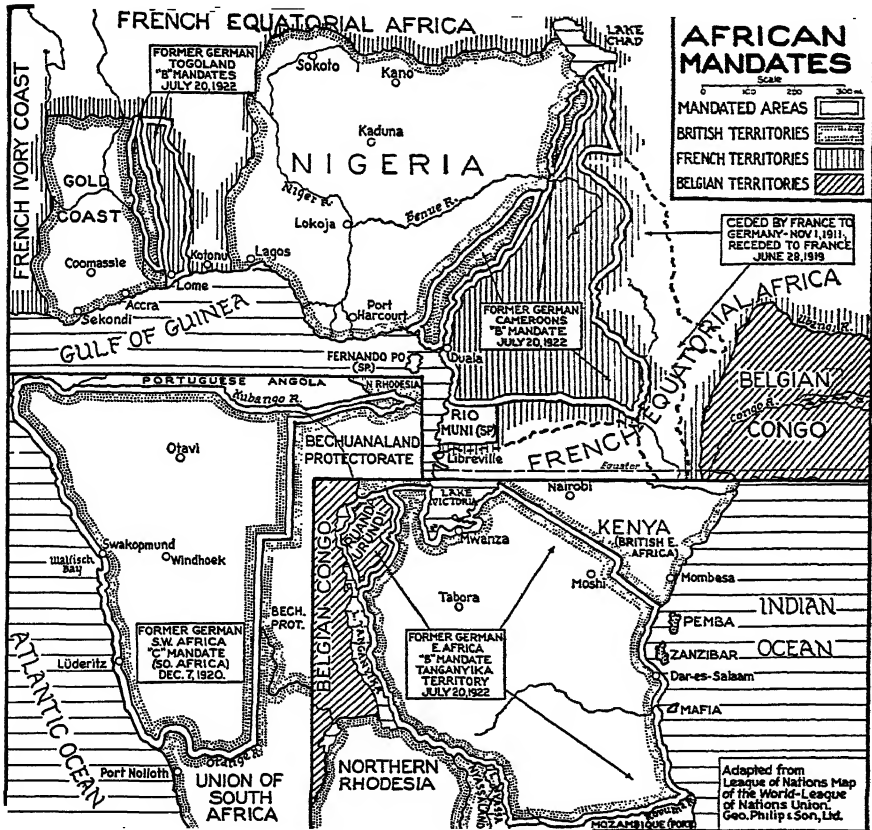 FRENCH EQUATORIAL AFRICA
LAKE
CHAD
AFRICAN
MANDATES
Scale
0 100 200 300 mi.
MANDATED AREAS
BRITISH TERRITORIES
FRENCH TERRITORIES
BELGIAN TERRITORIES
FORMER GERMAN
TOGOLAND
"B" MANDATES
JULY 20, 1922
FRENCH IVORY COAST
GOLD
COAST
Coomassie
Accra
Sekondi
Lome
Kotonu
Lagos
Sokoto
Kano
Kaduna
NIGERIA
Niger R.
Benue R.
Lokoja
Port
Harcourt
GULF OF GUINEA
FERNANDO PO
(SP.)
Duala
FORMER GERMAN
CAMEROONS
"B" MANDATE
JULY 20, 1922
CEDED BY FRANCE TO
GERMANY-NOV 1, 1911,
RECEDED TO FRANCE
JUNE 28, 1919
FRENCH EQUATORIAL AFRICA
RIO
MUNI (SP.)
Libreville
Equator
BELGIAN
CONGO
Congo R.
PORTUGUESE ANGOLA
N RHODESIA
Kubango R.
BECHUANALAND
PROTECTORATE
Otavi
Swakopmund
Walfisch
Bay
Windhoek
BECH.
PROT.
FORMER GERMAN
S.W. AFRICA
"C" MANDATE
(SO. AFRICA)
DEC. 7, 1920.
Lüderitz
ATLANTIC OCEAN
Port Nolloth
Orange R.
UNION OF
SOUTH
AFRICA
BELGIAN CONGO
RUANDA
URUNDI
LAKE
VICTORIA
Mwanza
Nairobi
KENYA
(BRITISH E.
AFRICA)
Moshi
Mombasa
Tabora
L. TANGANYIKA
FORMER GERMAN
E. AFRICA
"B" MANDATE
TANGANYIKA
TERRITORY
JULY 20, 1922
INDIAN
OCEAN
PEMBA
ZANZIBAR
Dar-es-Salaam
MAFIA
NORTHERN
RHODESIA
NYASALAND
Rovuma R.
MOZAMBIQUE (PORT.)
Adapted from
League of Nations Map
of the World-League
of Nations Union.
Geo. Philip & Son, Ltd.